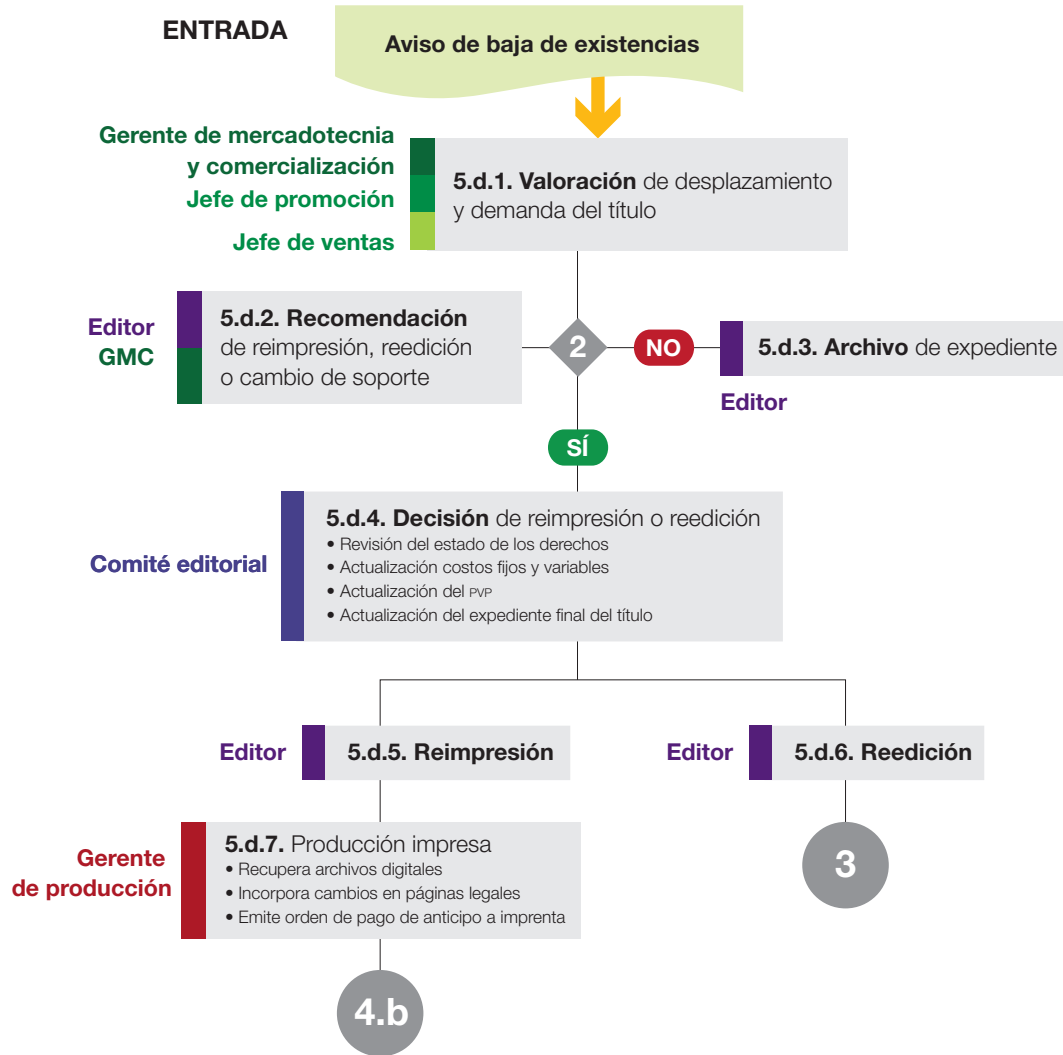 ENTRADA
Aviso de baja de existencias
Gerente de mercadotecnia
y comercialización
Jefe de promoción
Jefe de ventas
5.d.1. Valoración de desplazamiento
y demanda del título
Editor
GMC
5.d.2. Recomendación
de reimpresión, reedición
o cambio de soporte
2
NO
5.d.3. Archivo de expediente
Editor
SÍ
Comité editorial
5.d.4. Decisión de reimpresión o reedición
• Revisión del estado de los derechos
• Actualización costos fijos y variables
• Actualización del PVP
• Actualización del expediente final del título
Editor
5.d.5. Reimpresión
Editor
5.d.6. Reedición
Gerente
de producción
5.d.7. Producción impresa
• Recupera archivos digitales
• Incorpora cambios en páginas legales
• Emite orden de pago de anticipo a imprenta
3
4.b